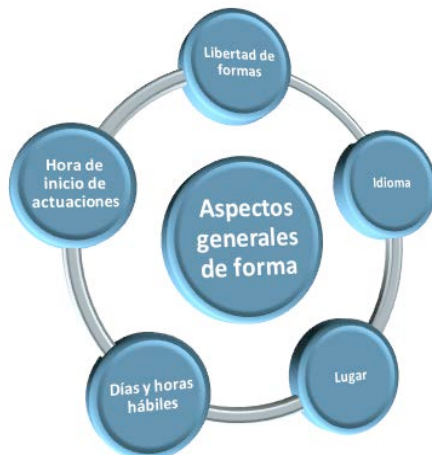 Libertad de
formas
Idioma
Lugar
Días y horas
hábiles
Hora de
inicio de
actuaciones
Aspectos
generales
de forma